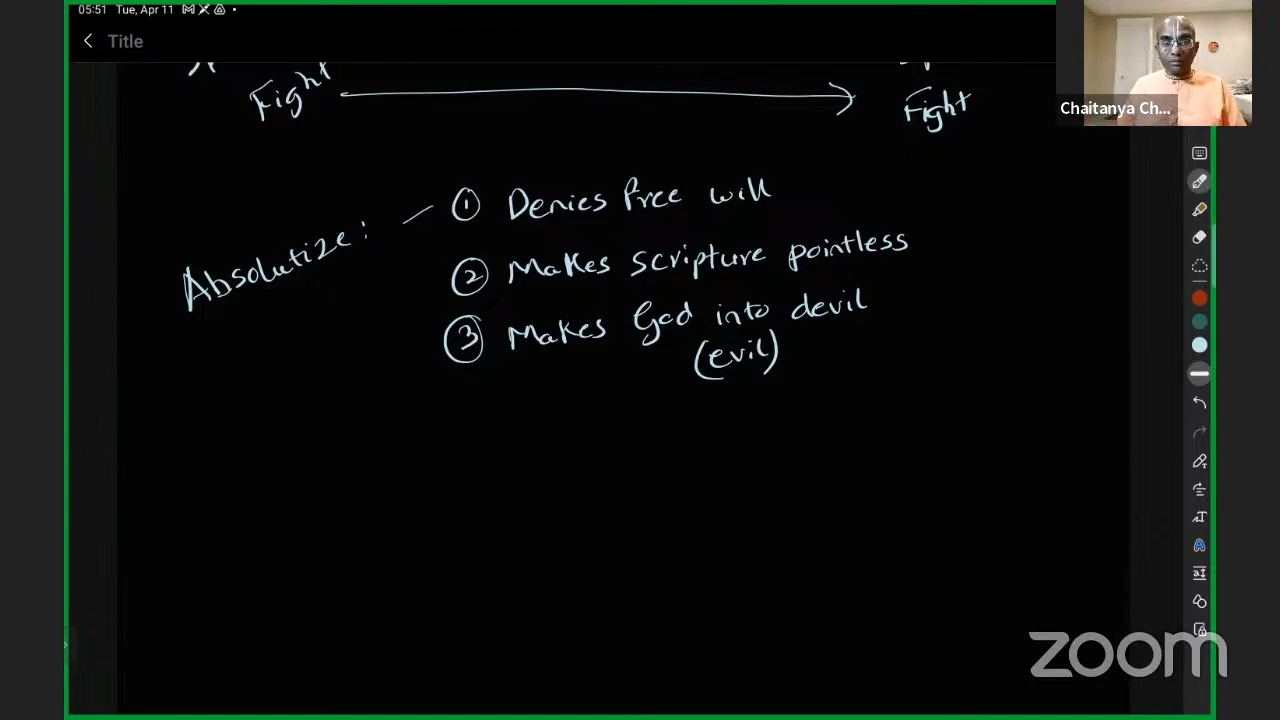 05:51 Tue, Apr 11
Title
Fight
Fight
Chaitanya Ch...
Absolutize: ① Denies free will
② Makes scripture pointless
③ Makes God into devil
(evil)
zoom